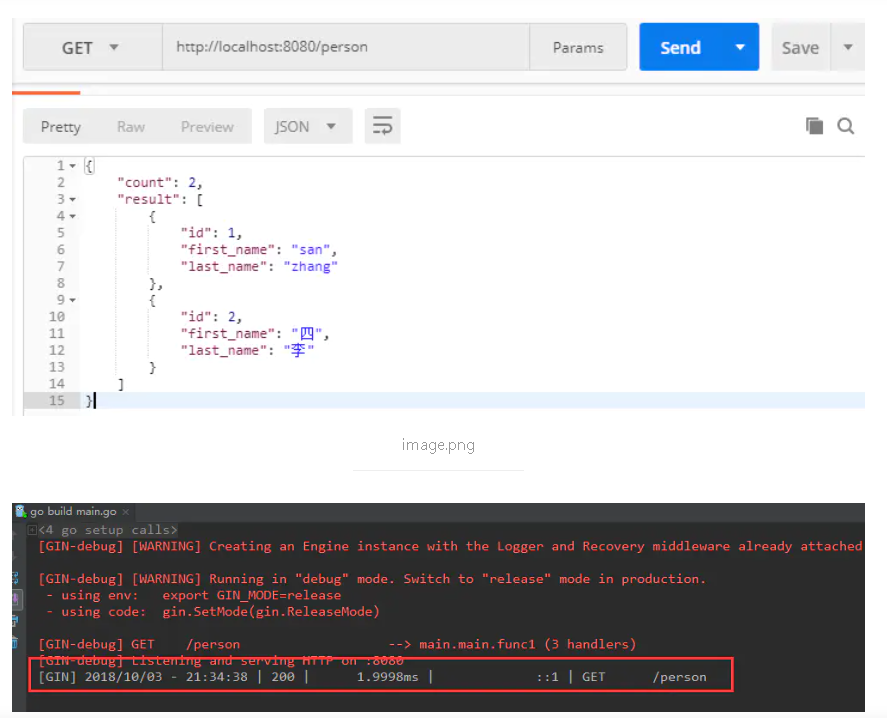 GET http://localhost:8080/person Params Send Save
Pretty Raw Preview JSON
1 {
2 "count": 2,
3 "result": [
4 {
5 "id": 1,
6 "first_name": "san",
7 "last_name": "zhang"
8 },
9 {
10 "id": 2,
11 "first_name": "四",
12 "last_name": "李"
13 }
14 ]
15 }
image.png
go build main.go
<4 go setup calls>
[GIN-debug] [WARNING] Creating an Engine instance with the Logger and Recovery middleware already attached
[GIN-debug] [WARNING] Running in "debug" mode. Switch to "release" mode in production.
- using env: export GIN_MODE=release
- using code: gin.SetMode(gin.ReleaseMode)
[GIN-debug] GET /person --> main.main.func1 (3 handlers)
[GIN-debug] Listening and serving HTTP on :8080
[GIN] 2018/10/03 - 21:34:38 | 200 | 1.9998ms | ::1 | GET /person